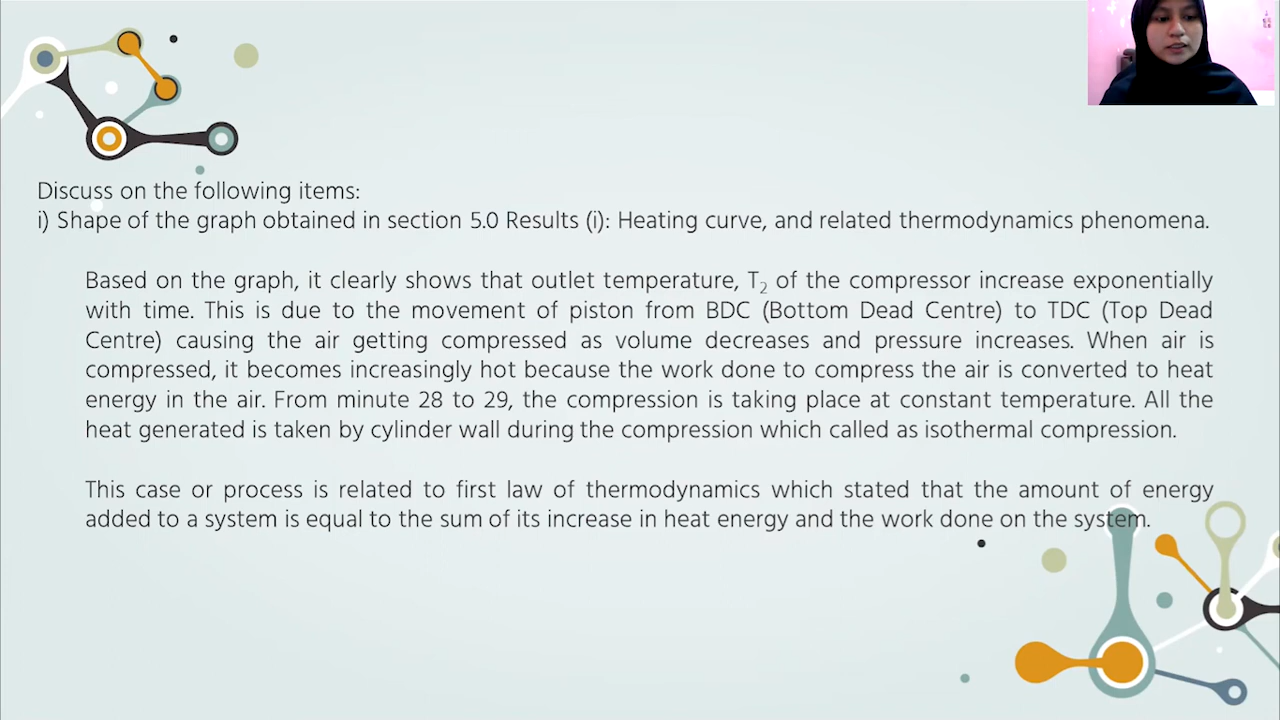 Discuss on the following items:
i) Shape of the graph obtained in section 5.0 Results (i): Heating curve, and related thermodynamics phenomena.
Based on the graph, it clearly shows that outlet temperature, T₂ of the compressor increase exponentially
with time. This is due to the movement of piston from BDC (Bottom Dead Centre) to TDC (Top Dead
Centre) causing the air getting compressed as volume decreases and pressure increases. When air is
compressed, it becomes increasingly hot because the work done to compress the air is converted to heat
energy in the air. From minute 28 to 29, the compression is taking place at constant temperature. All the
heat generated is taken by cylinder wall during the compression which called as isothermal compression.
This case or process is related to first law of thermodynamics which stated that the amount of energy
added to a system is equal to the sum of its increase in heat energy and the work done on the system.